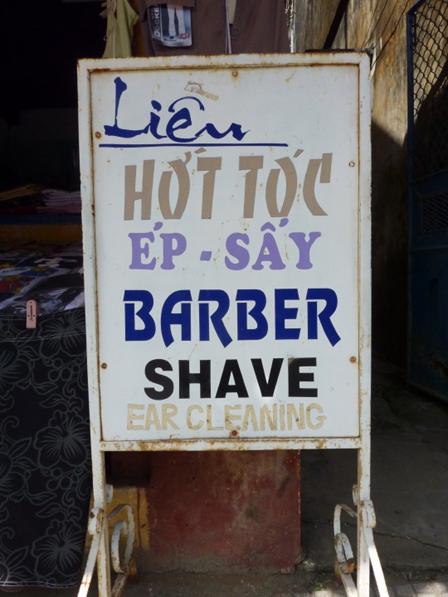 Liêu
HỚT TÓC
ÉP - SẤY
BARBER
SHAVE
EAR CLEANING